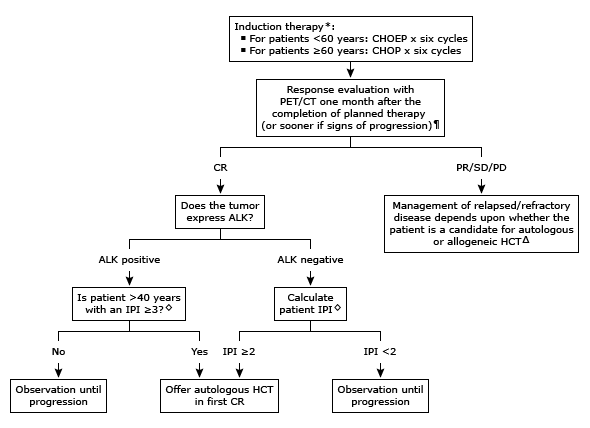 Induction therapy*:
▪ For patients <60 years: CHOEP x six cycles
▪ For patients ≥60 years: CHOP x six cycles
Response evaluation with
PET/CT one month after the
completion of planned therapy
(or sooner if signs of progression)¶
CR
PR/SD/PD
Does the tumor
express ALK?
Management of relapsed/refractory
disease depends upon whether the
patient is a candidate for autologous
or allogeneic HCTΔ
ALK positive
ALK negative
Is patient >40 years
with an IPI ≥3?◊
Calculate
patient IPI◊
No
Yes
IPI ≥2
IPI <2
Observation until
progression
Offer autologous HCT
in first CR
Observation until
progression